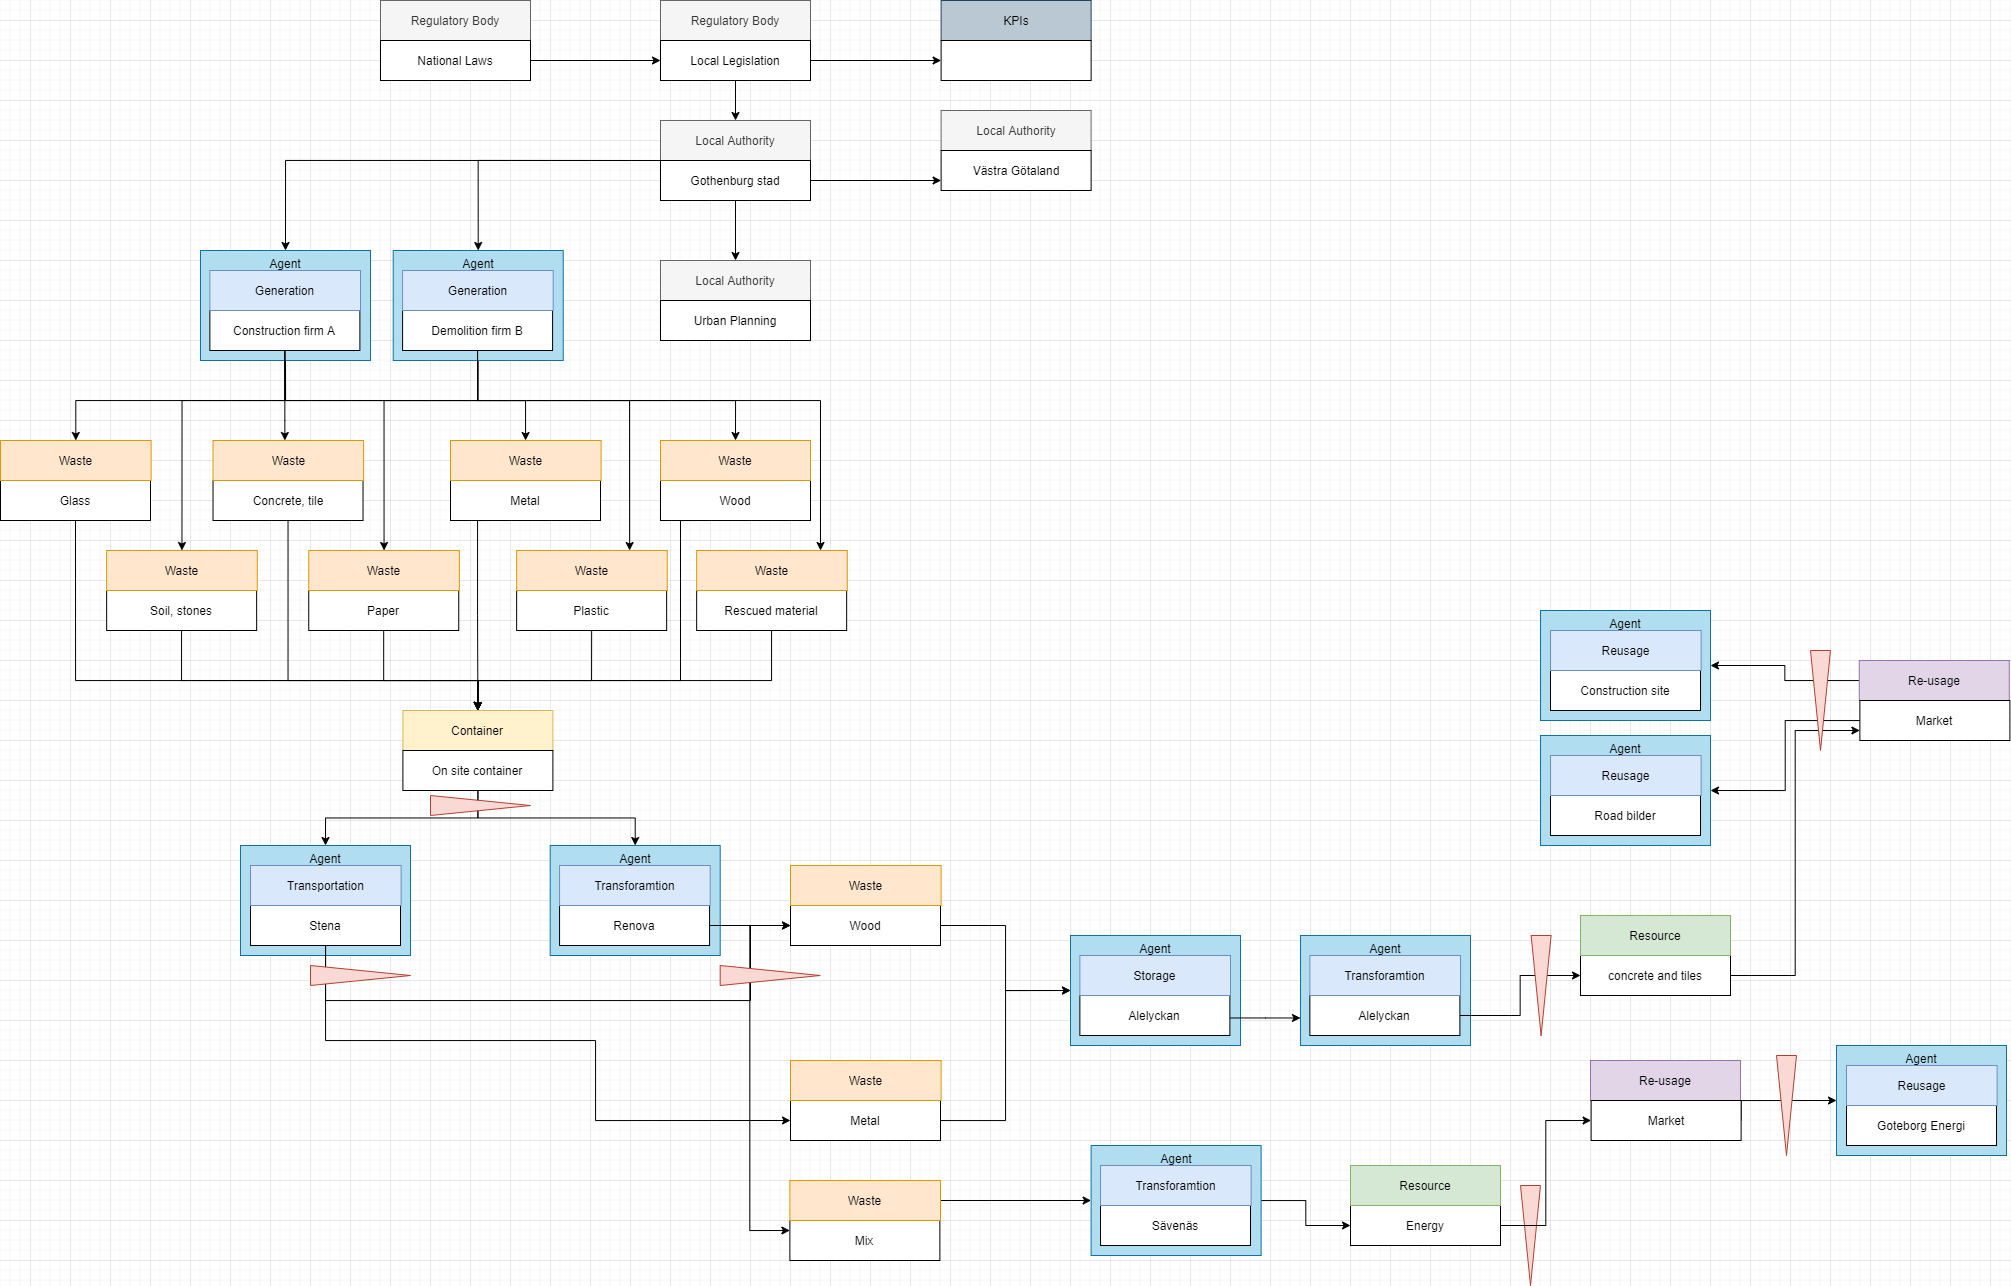 Regulatory Body
National Laws
Regulatory Body
Local Legislation
KPIs
Local Authority
Gothenburg stad
Local Authority
Västra Götaland
Agent
Generation
Construction firm A
Agent
Generation
Demolition firm B
Local Authority
Urban Planning
Waste
Glass
Waste
Concrete, tile
Waste
Metal
Waste
Wood
Waste
Soil, stones
Waste
Paper
Waste
Plastic
Waste
Rescued material
Container
On site container
Agent
Reusage
Construction site
Re-usage
Market
Agent
Reusage
Road bilder
Agent
Transportation
Stena
Agent
Transforamtion
Renova
Waste
Wood
Agent
Storage
Alelyckan
Agent
Transforamtion
Alelyckan
Resource
concrete and tiles
Waste
Metal
Re-usage
Market
Agent
Reusage
Goteborg Energi
Waste
Mix
Agent
Transforamtion
Sävenäs
Resource
Energy